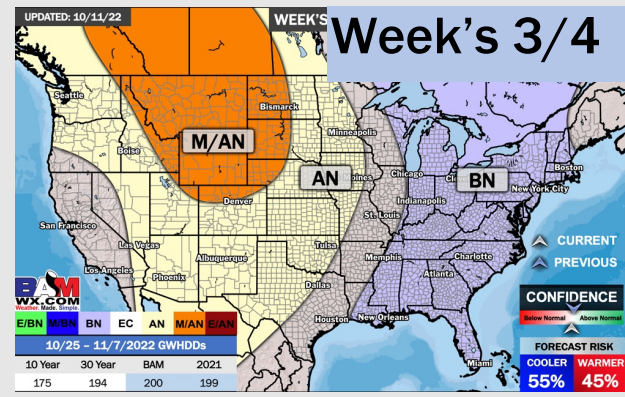 UPDATED: 10/11/22
WEEK'S
Week's 3/4
Seattle
Bismarck
Minneapolis
M/AN
Boise
AN
BN
Chicago
Boston
New York City
Indianapolis
Denver
St. Louis
San Francisco
Las Vegas
Tulsa
Memphis
Charlotte
Los Angeles
Albuquerque
Phoenix
Atlanta
Dallas
Houston
New Orleans
Miami
CURRENT
PREVIOUS
BAM
WX.COM
Weather. Made. Simple.
E/BN M/BN BN EC AN M/AN E/AN
10/25 – 11/7/2022 GWHDDs
10 Year 30 Year BAM 2021
175 194 200 199
CONFIDENCE
Below Normal Above Normal
FORECAST RISK
COOLER WARMER
55% 45%